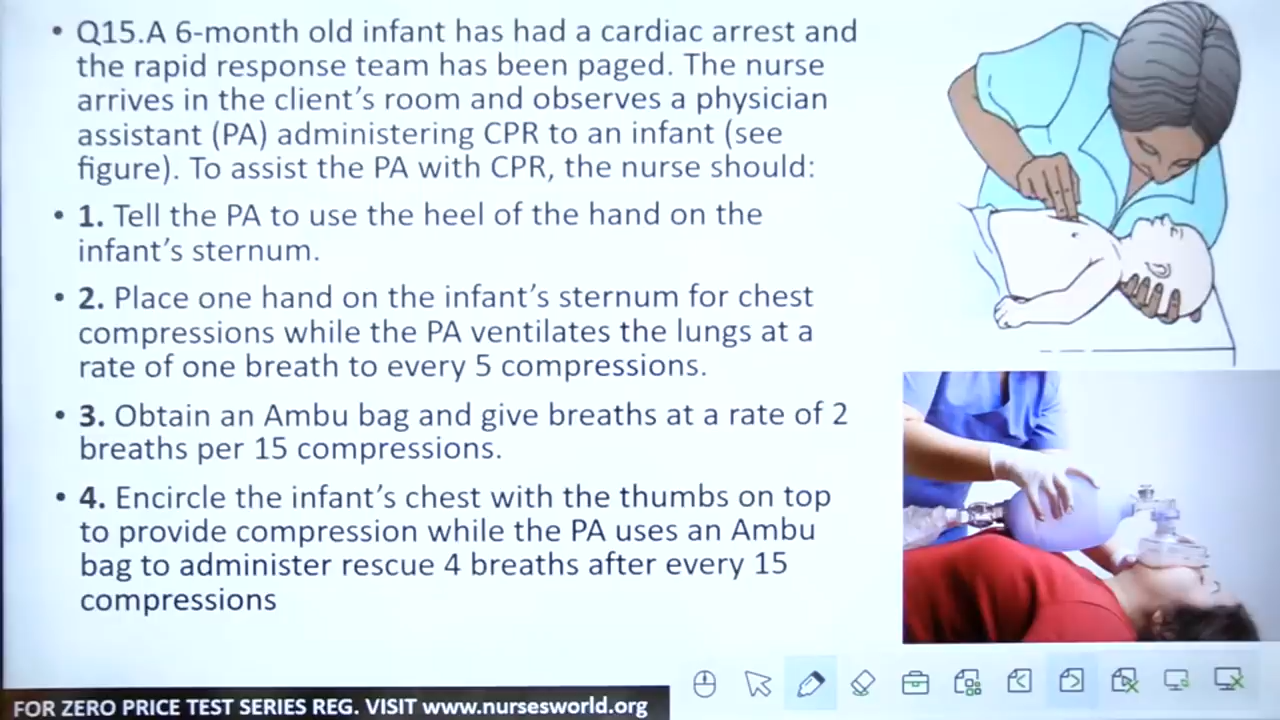 • Q15.A 6-month old infant has had a cardiac arrest and
the rapid response team has been paged. The nurse
arrives in the client's room and observes a physician
assistant (PA) administering CPR to an infant (see
figure). To assist the PA with CPR, the nurse should:
• 1. Tell the PA to use the heel of the hand on the
infant's sternum.
• 2. Place one hand on the infant's sternum for chest
compressions while the PA ventilates the lungs at a
rate of one breath to every 5 compressions.
• 3. Obtain an Ambu bag and give breaths at a rate of 2
breaths per 15 compressions.
• 4. Encircle the infant's chest with the thumbs on top
to provide compression while the PA uses an Ambu
bag to administer rescue 4 breaths after every 15
compressions
FOR ZERO PRICE TEST SERIES REG. VISIT www.nursesworld.org